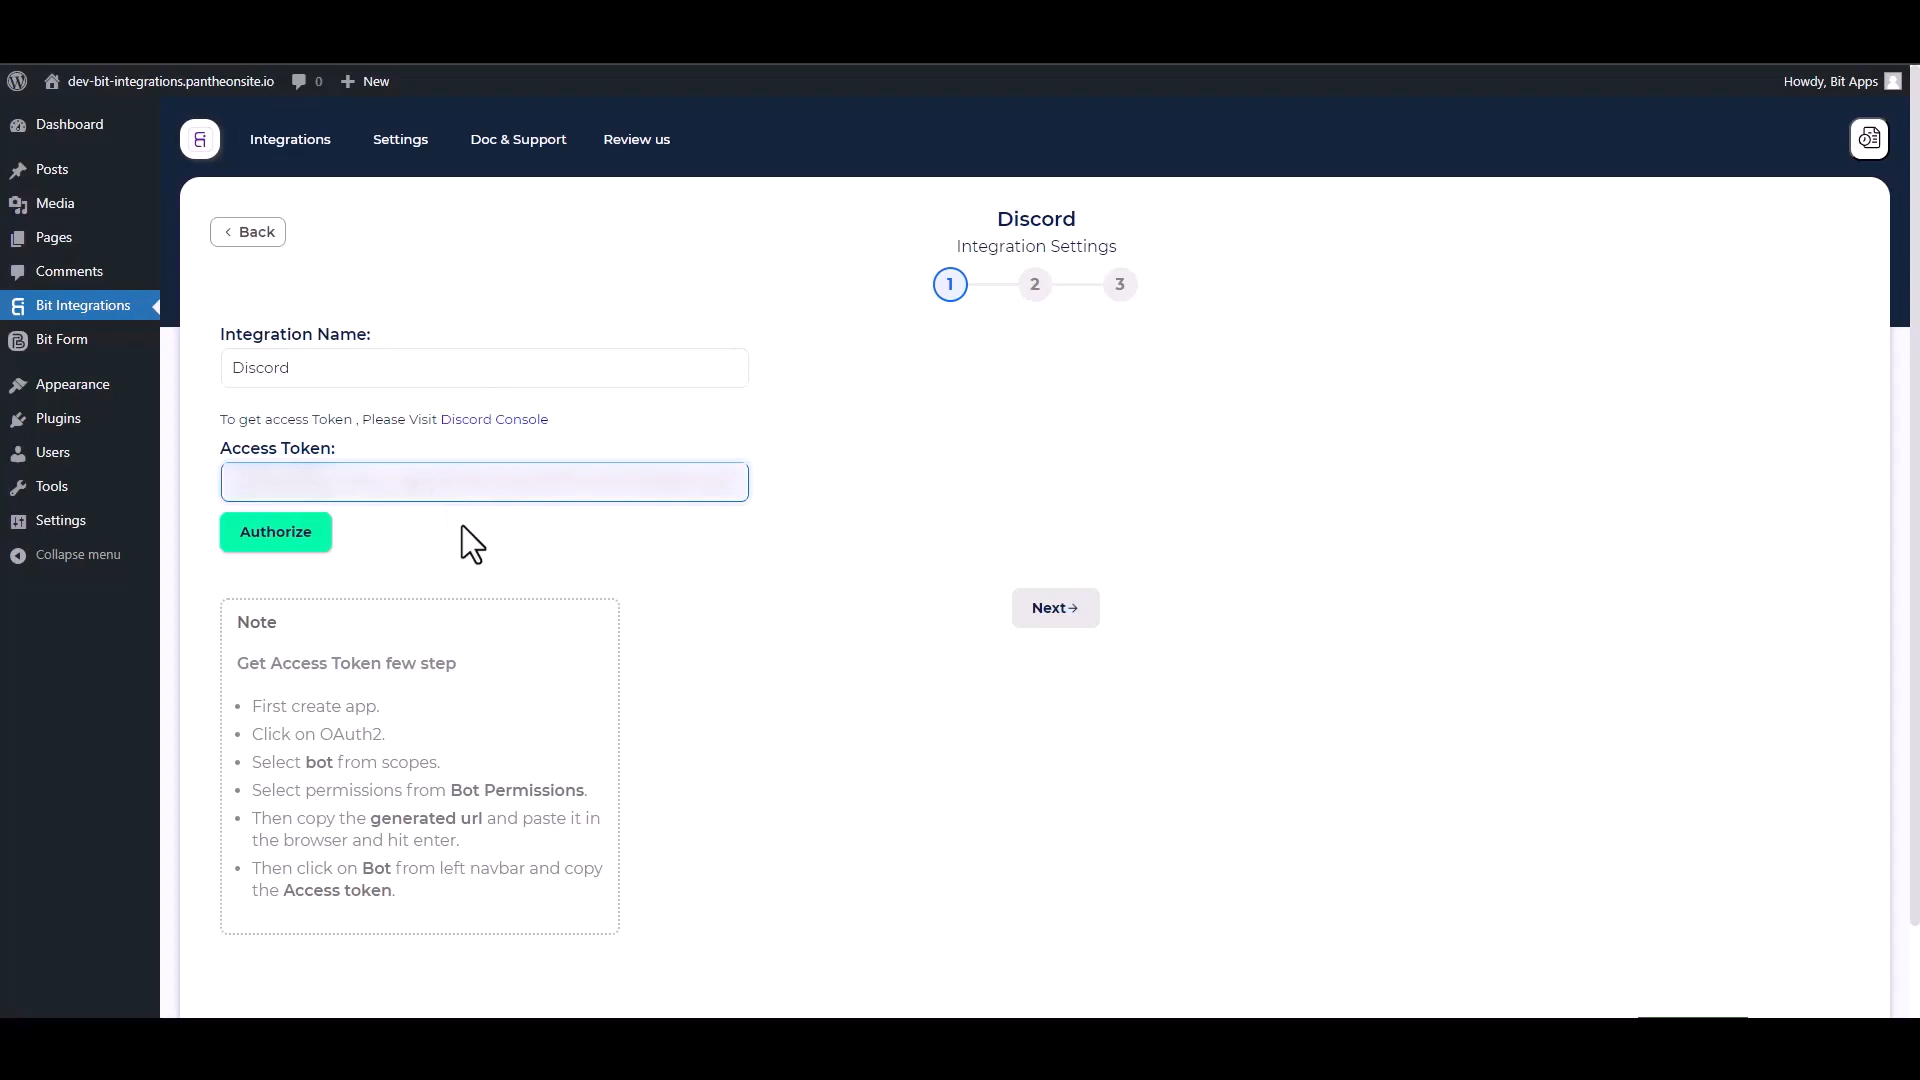 dev-bit-integrations.pantheonsite.io 0 New Howdy, Bit Apps
Dashboard
Posts
Media
Pages
Comments
Bit Integrations
Bit Form
Appearance
Plugins
Users
Tools
Settings
Collapse menu
Integrations Settings Doc & Support Review us
Back
Discord
Integration Settings
1 2 3
Integration Name:
Discord
To get access Token , Please Visit Discord Console
Access Token:
Authorize
Next
Note
Get Access Token few step
First create app.
Click on OAuth2.
Select bot from scopes.
Select permissions from Bot Permissions.
Then copy the generated url and paste it in
the browser and hit enter.
Then click on Bot from left navbar and copy
the Access token.